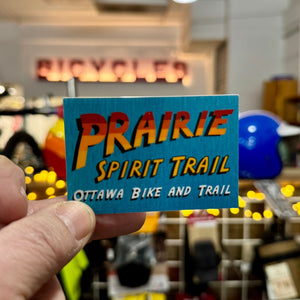 BICYCLES
PRAIRIE
SPIRIT TRAIL
OTTAWA BIKE AND TRAIL